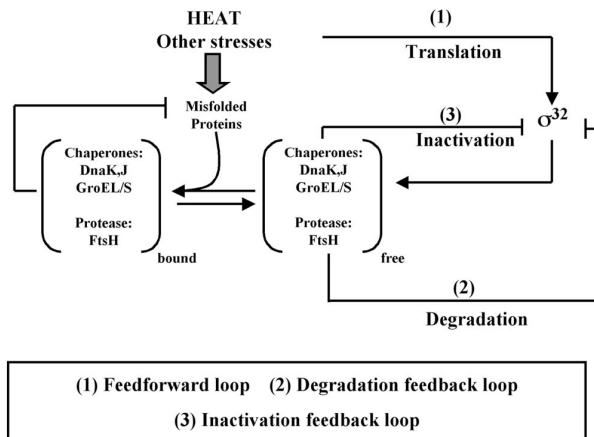 HEAT
Other stresses
(1)
Translation
Misfolded
Proteins
(3)
Inactivation
σ32
Chaperones:
DnaK,J
GroEL/S
Protease:
FtsH
bound
Chaperones:
DnaK,J
GroEL/S
Protease:
FtsH
free
(2)
Degradation
(1) Feedforward loop (2) Degradation feedback loop
(3) Inactivation feedback loop